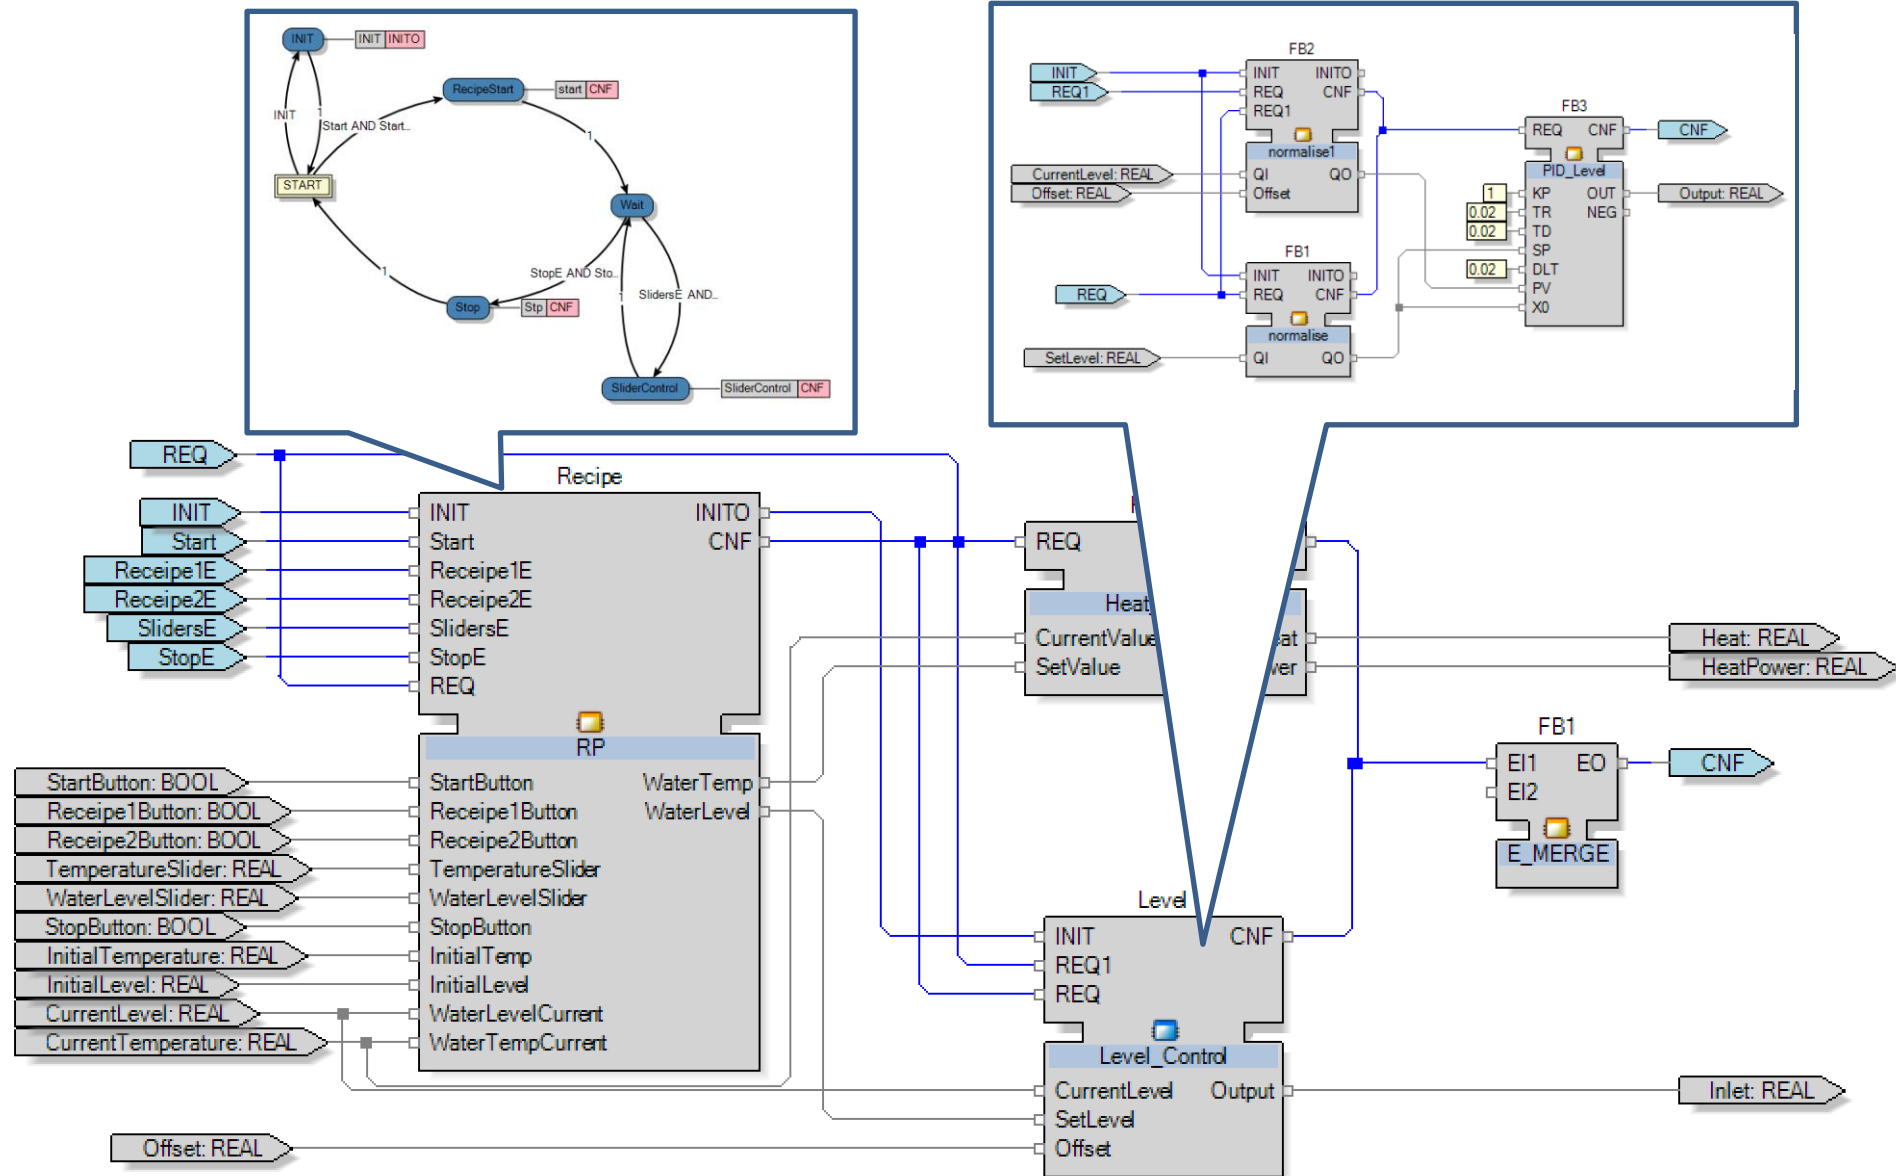 INIT
INIT INITO
RecipeStart
start CNF
INIT
1
Start AND Start...
1
START
Wait
StopE AND Sto...
1
SlidersE AND...
1
Stop
Stp CNF
SliderControl
SliderControl CNF
FB2
INIT
INIT INITO
REQ1
REQ CNF
REQ1
normalise1
CurrentLevel: REAL
QI QO
Offset: REAL
Offset
FB3
REQ CNF
CNF
PID_Level
1
KP OUT
Output: REAL
0.02
TR NEG
0.02
TD
SP
0.02
DLT
PV
X0
FB1
INIT INITO
REQ
REQ CNF
normalise
SetLevel: REAL
QI QO
REQ
Recipe
INIT
INIT INITO
Start
Start CNF
Receipe1E
Receipe1E
Receipe2E
Receipe2E
SlidersE
SlidersE
StopE
StopE
REQ
RP
StartButton: BOOL
StartButton WaterTemp
Receipe1Button: BOOL
Receipe1Button WaterLevel
Receipe2Button: BOOL
Receipe2Button
TemperatureSlider: REAL
TemperatureSlider
WaterLevelSlider: REAL
WaterLevelSlider
StopButton: BOOL
StopButton
InitialTemperature: REAL
InitialTemp
InitialLevel: REAL
InitialLevel
CurrentLevel: REAL
WaterLevelCurrent
CurrentTemperature: REAL
WaterTempCurrent
Offset: REAL
REQ
Heat
CurrentValue eat
SetValue wer
Heat: REAL
HeatPower: REAL
FB1
EI1 EO
CNF
EI2
E_MERGE
Level
INIT CNF
REQ1
REQ
Level_Control
CurrentLevel Output
Inlet: REAL
SetLevel
Offset